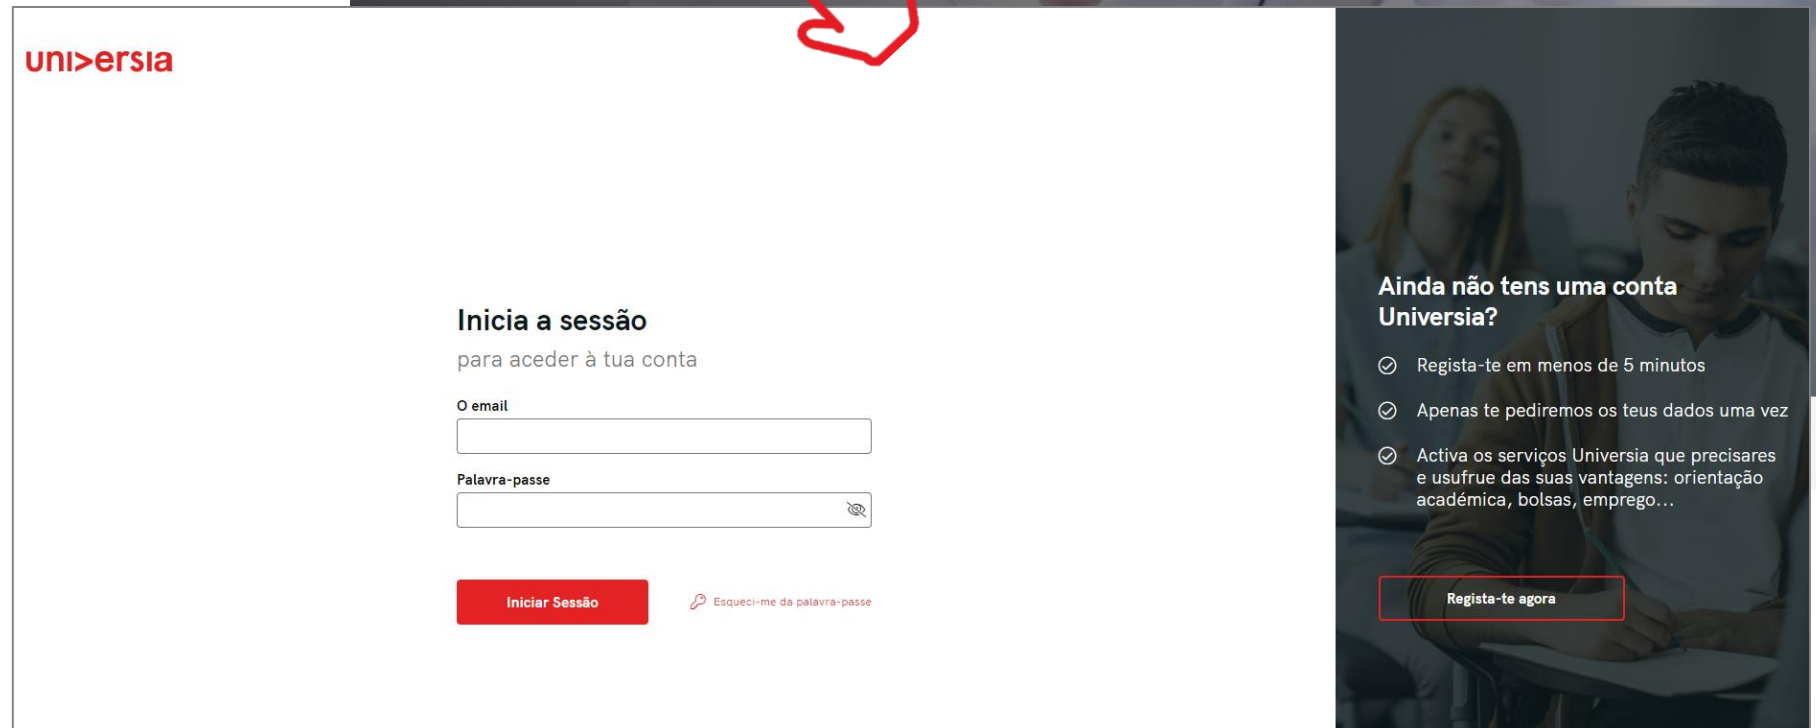 unı>ersıa
Inicia a sessão
para aceder à tua conta
O email
Palavra-passe
Iniciar Sessão
Esqueci-me da palavra-passe
Ainda não tens uma conta
Universia?
Regista-te em menos de 5 minutos
Apenas te pediremos os teus dados uma vez
Activa os serviços Universia que precisares
e usufrue das suas vantagens: orientação
académica, bolsas, emprego...
Regista-te agora